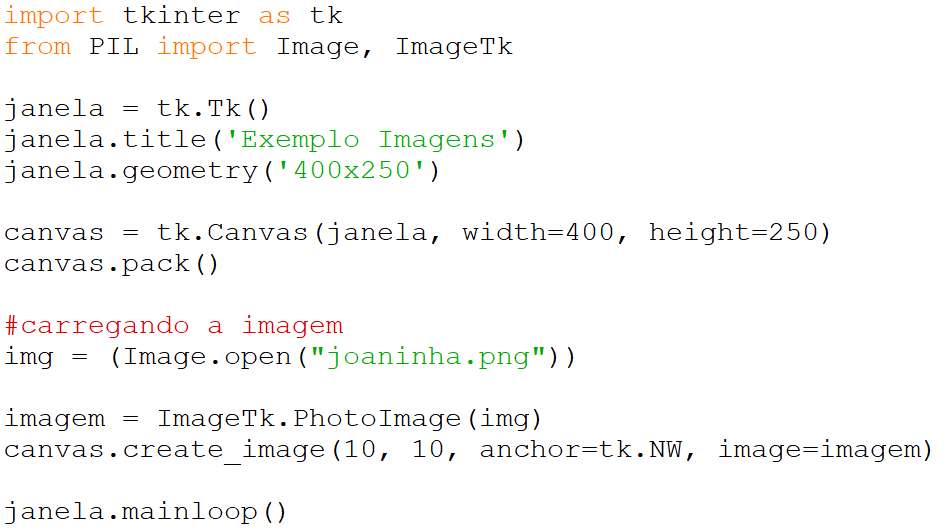 import tkinter as tk
from PIL import Image, ImageTk
janela = tk.Tk()
janela.title('Exemplo Imagens')
janela.geometry('400x250')
canvas = tk.Canvas(janela, width=400, height=250)
canvas.pack()
#carregando a imagem
img = (Image.open("joaninha.png"))
imagem = ImageTk.PhotoImage(img)
canvas.create_image(10, 10, anchor=tk.NW, image=imagem)
janela.mainloop()